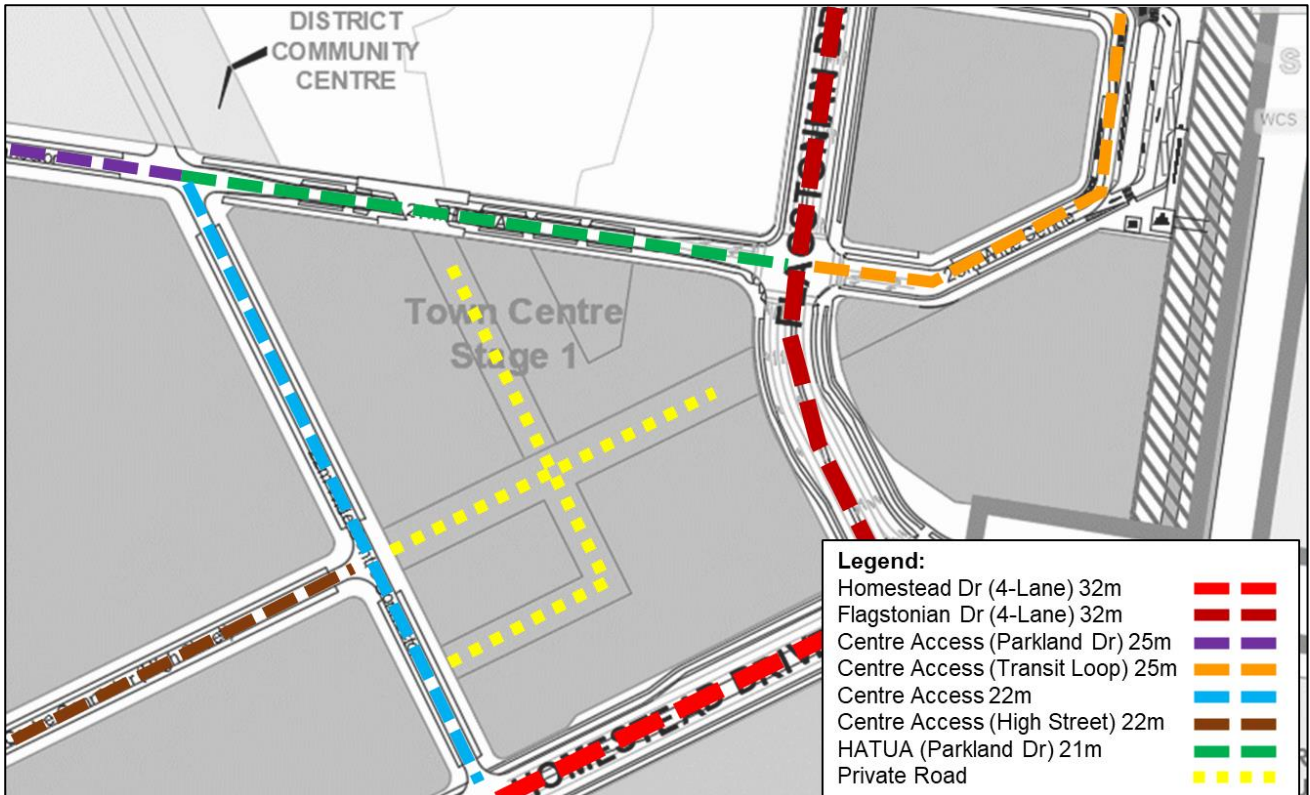 DISTRICT
COMMUNITY
CENTRE
S
WCS
Town Centre
Stage 1
HOMESTEAD DRIV
Legend:
Homestead Dr (4-Lane) 32m
Flagstonian Dr (4-Lane) 32m
Centre Access (Parkland Dr) 25m
Centre Access (Transit Loop) 25m
Centre Access 22m
Centre Access (High Street) 22m
HATUA (Parkland Dr) 21m
Private Road